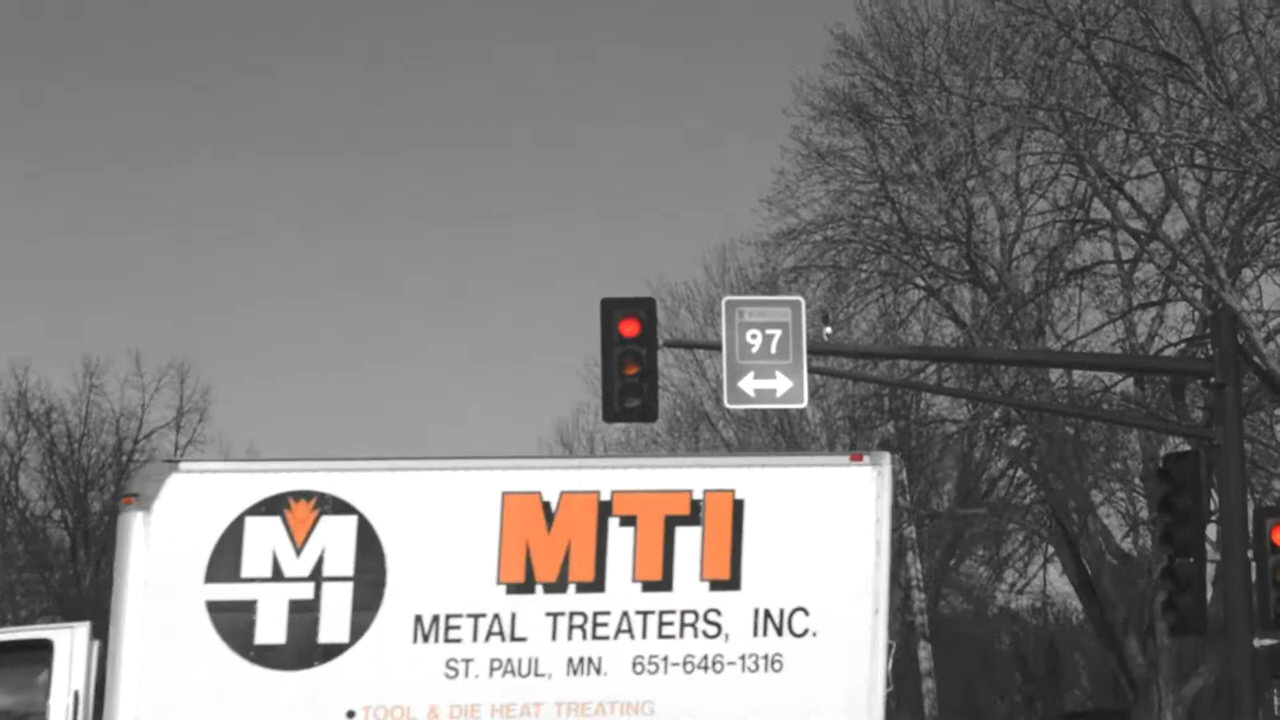 97
MTI
MTI
METAL TREATERS, INC.
ST. PAUL, MN. 651-646-1316
• TOOL & DIE HEAT TREATING